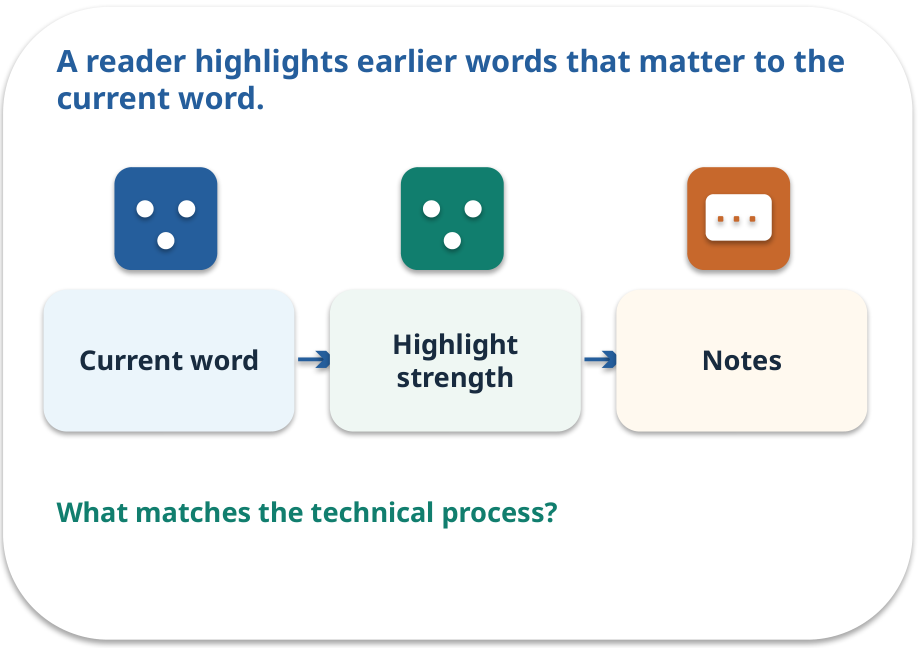 A reader highlights earlier words that matter to the
current word.
Current word
Highlight
strength
Notes
What matches the technical process?